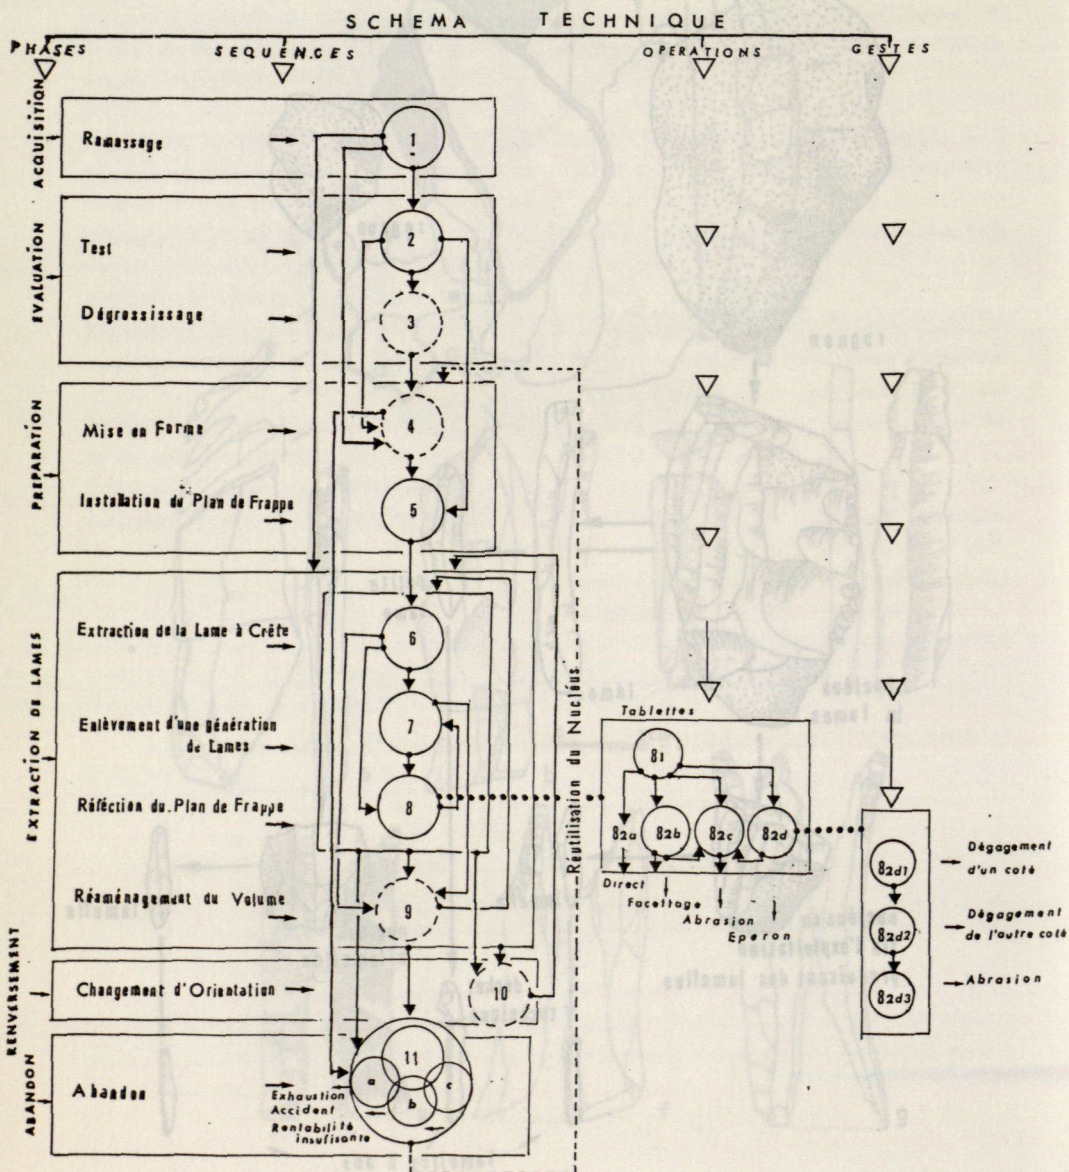 SCHEMA TECHNIQUE
PHASES SEQUENCES OPERATIONS GESTES
ACQUISITION
Ramassage
1
EVALUATION
Test
2
Dégrossissage
3
PREPARATION
Mise en Forme
4
Installation du Plan de Frappe
5
EXTRACTION DE LAMES
Extraction de la Lame à Crête
6
Enlèvement d'une génération
de Lames
7
Réféction du Plan de Frappe
8
Réaménagement du Volume
9
RENVERSEMENT
Changement d'Orientation
10
ABANDON
Abandon
11
a
b
c
Exhaustion
Accident
Rentabilité
insufisante
Réutilisation du Nucléus
Tablettes
81
82a 82b 82c 82d
Direct
Facettage
Abrasion
Eperon
82d1
Dégagement
d'un coté
82d2
Dégagement
de l'autre coté
82d3
Abrasion